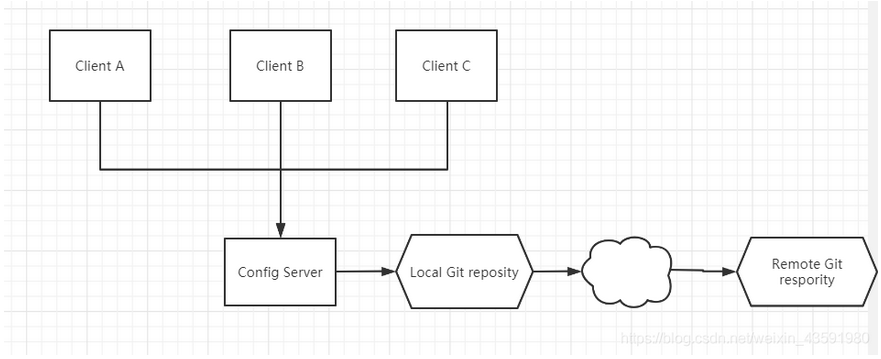 Client A
Client B
Client C
Config Server
Local Git reposity
Remote Git
respority
https://blog.csdn.net/weixin_43591980